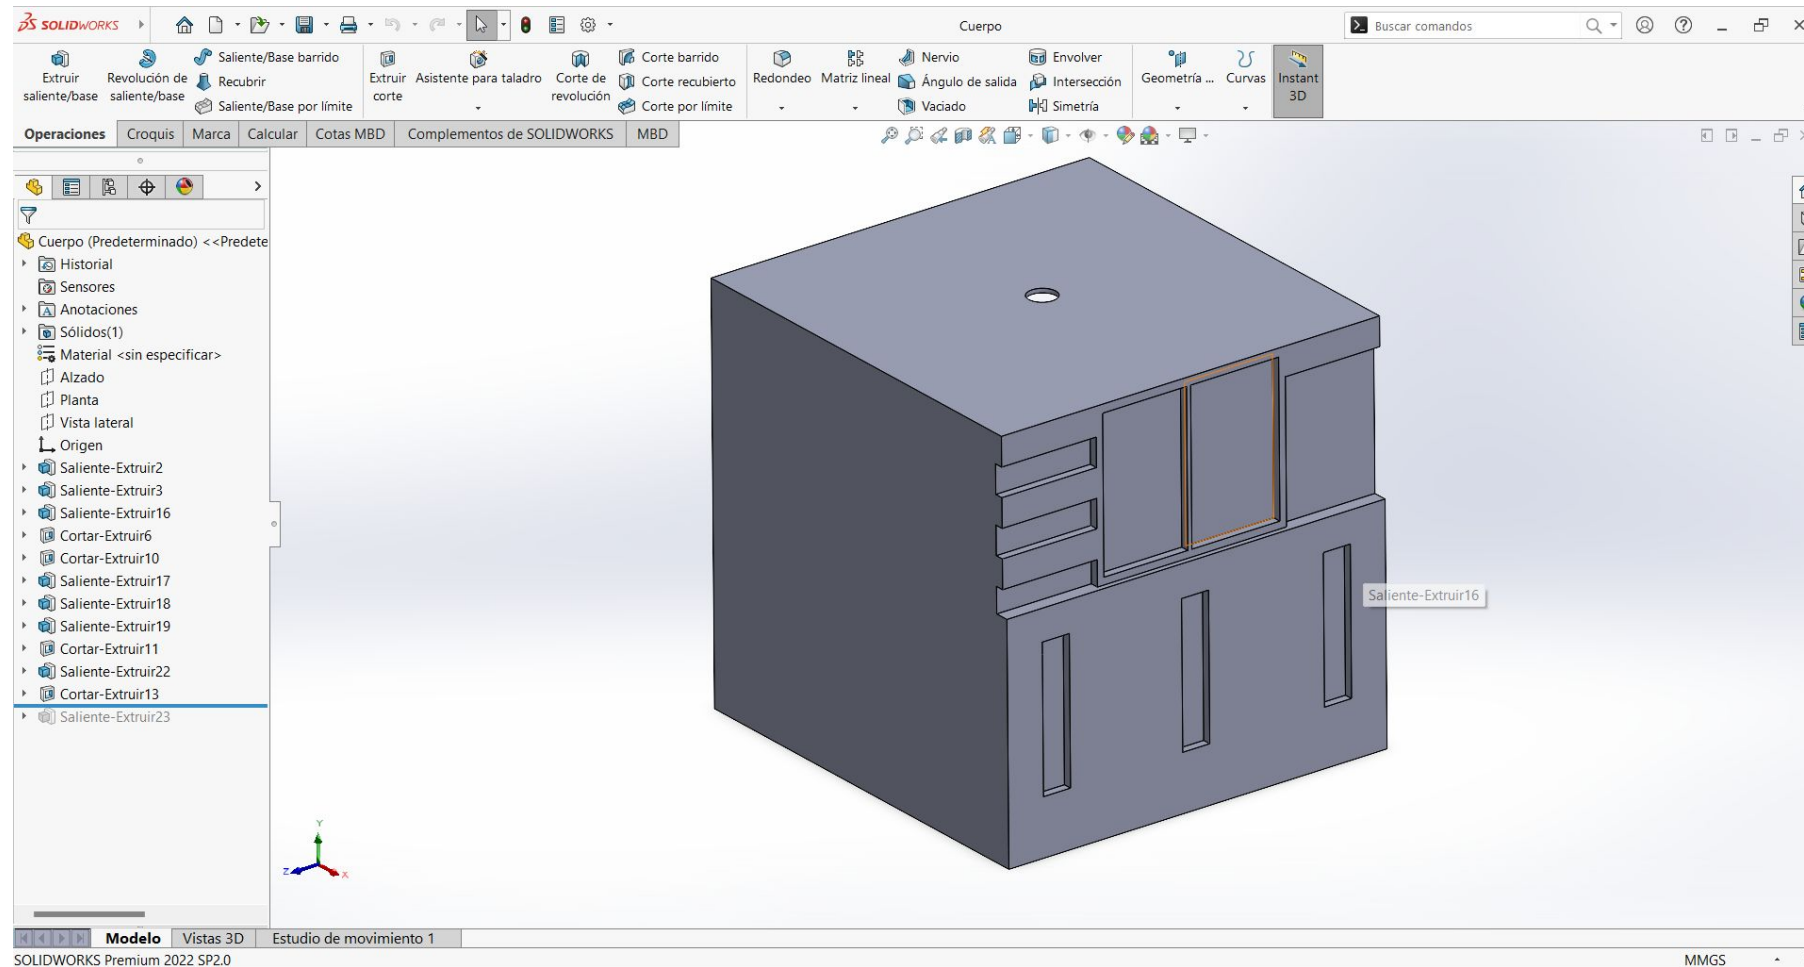 SOLIDWORKS
Cuerpo
Buscar comandos
Extruir saliente/base
Revolución de saliente/base
Saliente/Base barrido
Recubrir
Saliente/Base por límite
Extruir corte
Asistente para taladro
Corte de revolución
Corte barrido
Corte recubierto
Corte por límite
Redondeo
Matriz lineal
Nervio
Ángulo de salida
Vaciado
Envolver
Intersección
Simetría
Geometría ...
Curvas
Instant 3D
Operaciones
Croquis
Marca
Calcular
Cotas MBD
Complementos de SOLIDWORKS
MBD
Cuerpo (Predeterminado) <<Predete
Historial
Sensores
Anotaciones
Sólidos(1)
Material <sin especificar>
Alzado
Planta
Vista lateral
Origen
Saliente-Extruir2
Saliente-Extruir3
Saliente-Extruir16
Cortar-Extruir6
Cortar-Extruir10
Saliente-Extruir17
Saliente-Extruir18
Saliente-Extruir19
Cortar-Extruir11
Saliente-Extruir22
Cortar-Extruir13
Saliente-Extruir23
Saliente-Extruir16
Y
Z
X
Modelo
Vistas 3D
Estudio de movimiento 1
SOLIDWORKS Premium 2022 SP2.0
MMGS